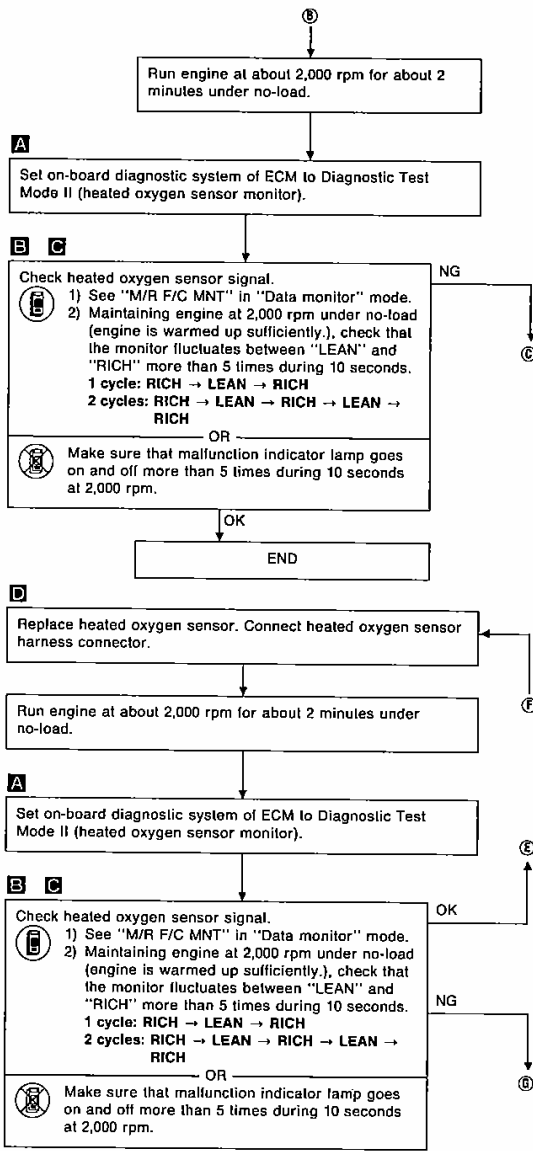 Ⓑ
Run engine at about 2,000 rpm for about 2
minutes under no-load.
A
Set on-board diagnostic system of ECM to Diagnostic Test
Mode II (heated oxygen sensor monitor).
B C
Check heated oxygen sensor signal.
NG
1) See "M/R F/C MNT" in "Data monitor" mode.
2) Maintaining engine at 2,000 rpm under no-load
(engine is warmed up sufficiently.), check that
the monitor fluctuates between "LEAN" and
"RICH" more than 5 times during 10 seconds.
Ⓒ
1 cycle: RICH → LEAN → RICH
2 cycles: RICH → LEAN → RICH → LEAN →
RICH
OR
Make sure that malfunction indicator lamp goes
on and off more than 5 times during 10 seconds
at 2,000 rpm.
OK
END
D
Replace heated oxygen sensor. Connect heated oxygen sensor
harness connector.
Ⓕ
Run engine at about 2,000 rpm for about 2 minutes under
no-load.
A
Set on-board diagnostic system of ECM to Diagnostic Test
Mode II (heated oxygen sensor monitor).
Ⓔ
B C
Check heated oxygen sensor signal.
OK
1) See "M/R F/C MNT" in "Data monitor" mode.
2) Maintaining engine at 2,000 rpm under no-load
(engine is warmed up sufficiently.), check that
the monitor fluctuates between "LEAN" and
"RICH" more than 5 times during 10 seconds.
NG
1 cycle: RICH → LEAN → RICH
2 cycles: RICH → LEAN → RICH → LEAN →
RICH
Ⓖ
OR
Make sure that malfunction indicator lamp goes
on and off more than 5 times during 10 seconds
at 2,000 rpm.